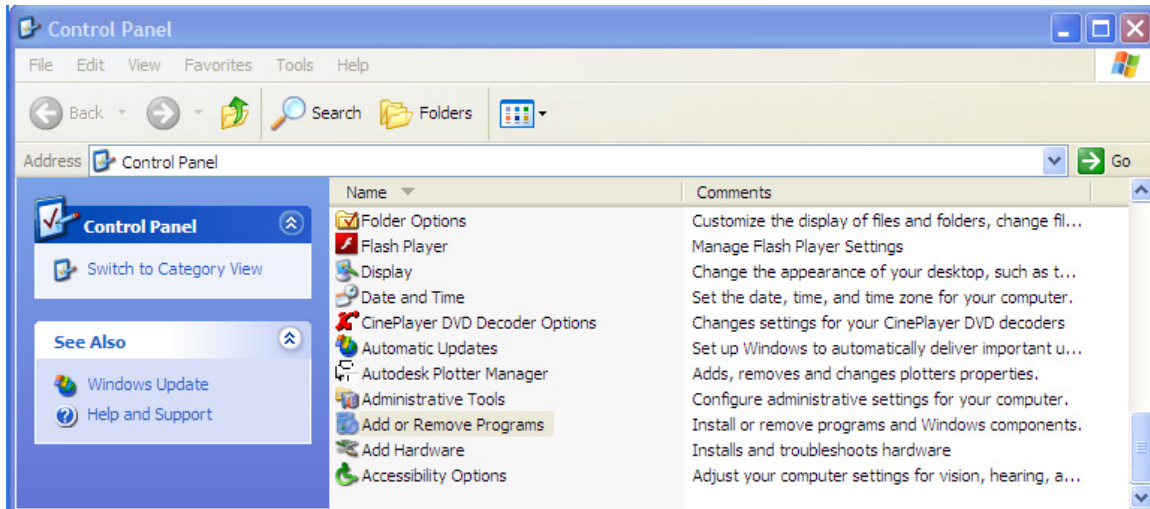 Control Panel
File Edit View Favorites Tools Help
Back Search Folders
Address Control Panel Go
Name Comments
Control Panel
Switch to Category View
See Also
Windows Update
Help and Support
Folder Options Customize the display of files and folders, change fil...
Flash Player Manage Flash Player Settings
Display Change the appearance of your desktop, such as t...
Date and Time Set the date, time, and time zone for your computer.
CinePlayer DVD Decoder Options Changes settings for your CinePlayer DVD decoders
Automatic Updates Set up Windows to automatically deliver important u...
Autodesk Plotter Manager Adds, removes and changes plotters properties.
Administrative Tools Configure administrative settings for your computer.
Add or Remove Programs Install or remove programs and Windows components.
Add Hardware Installs and troubleshoots hardware
Accessibility Options Adjust your computer settings for vision, hearing, a...